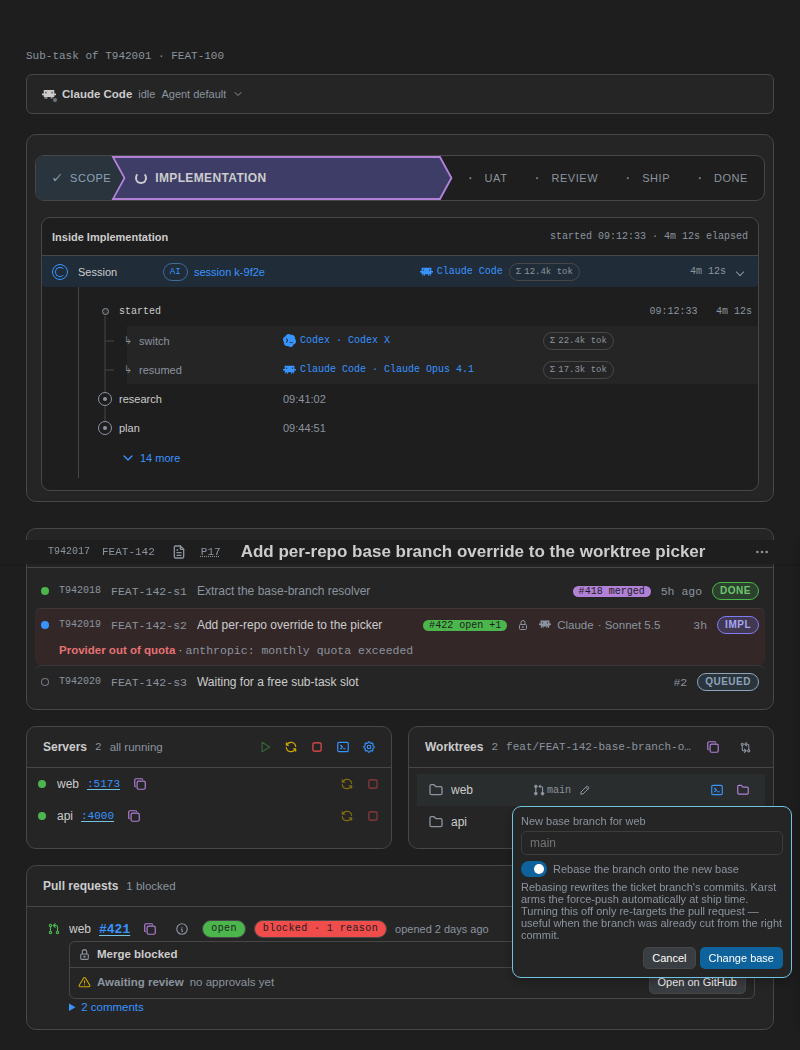 Sub-task of T942001 · FEAT-100
Claude Code idle Agent default
SCOPE IMPLEMENTATION · UAT · REVIEW · SHIP · DONE
Inside Implementation started 09:12:33 · 4m 12s elapsed
Session AI session k-9f2e Claude Code Σ 12.4k tok 4m 12s
started 09:12:33 4m 12s
↳ switch Codex · Codex X Σ 22.4k tok
↳ resumed Claude Code · Claude Opus 4.1 Σ 17.3k tok
research 09:41:02
plan 09:44:51
14 more
T942017 FEAT-142 P17 Add per-repo base branch override to the worktree picker
T942018 FEAT-142-s1 Extract the base-branch resolver #418 merged 5h ago DONE
T942019 FEAT-142-s2 Add per-repo override to the picker #422 open +1 Claude · Sonnet 5.5 3h IMPL
Provider out of quota · anthropic: monthly quota exceeded
T942020 FEAT-142-s3 Waiting for a free sub-task slot #2 QUEUED
Servers 2 all running
web :5173
api :4000
Worktrees 2 feat/FEAT-142-base-branch-o…
web main
api
New base branch for web
main
Rebase the branch onto the new base
Rebasing rewrites the ticket branch's commits. Karst
arms the force-push automatically at ship time.
Turning this off only re-targets the pull request —
useful when the branch was already cut from the right
commit.
Cancel Change base
Pull requests 1 blocked
web #421 open blocked · 1 reason opened 2 days ago
Merge blocked
Awaiting review no approvals yet Open on GitHub
2 comments